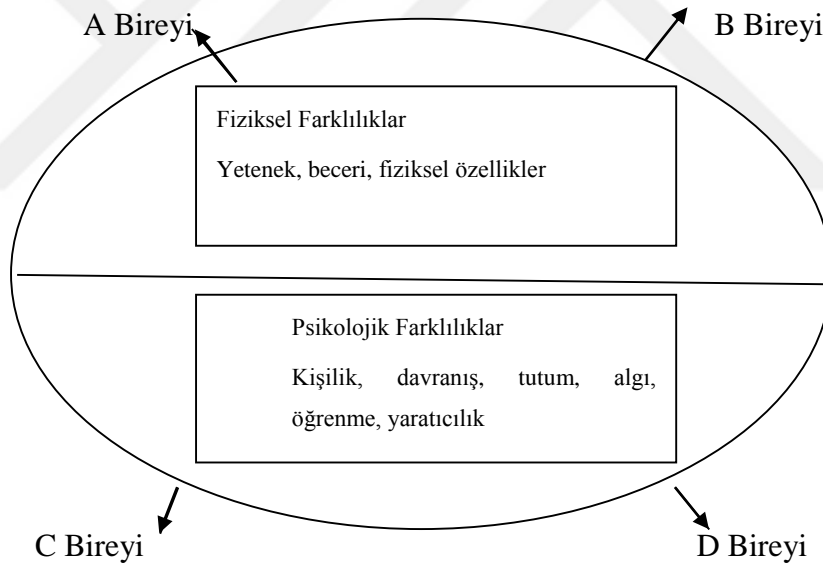 A Bireyi
B Bireyi
Fiziksel Farklılıklar
Yetenek, beceri, fiziksel özellikler
Psikolojik Farklılıklar
Kişilik, davranış, tutum, algı,
öğrenme, yaratıcılık
C Bireyi
D Bireyi